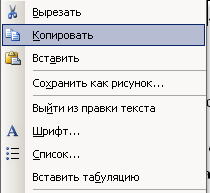 Вырезать
Копировать
Вставить
Сохранить как рисунок...
Выйти из правки текста
Шрифт...
Список...
Вставить табуляцию